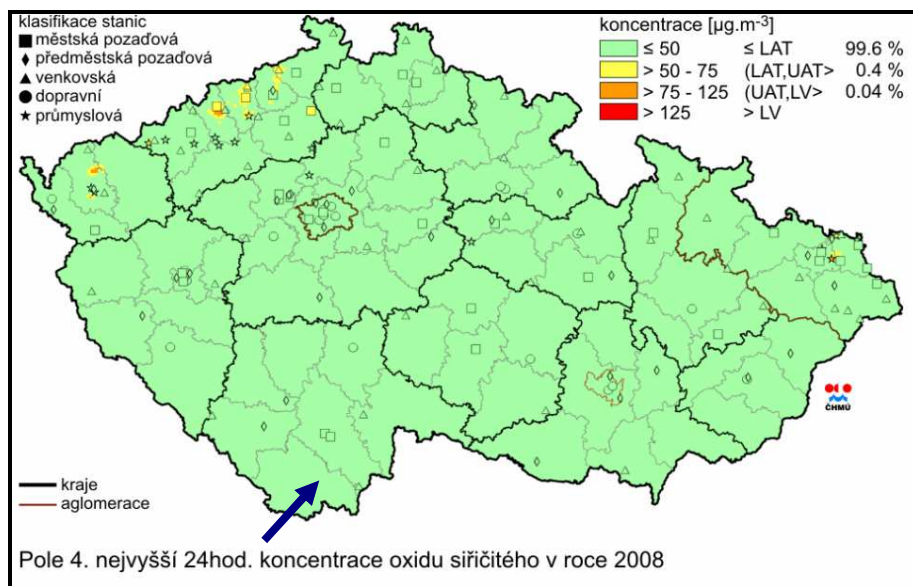 klasifikace stanic
městská pozaďová
předměstská pozaďová
venkovská
dopravní
průmyslová
koncentrace [µg.m-³]
≤ 50 ≤ LAT 99.6 %
> 50 - 75 (LAT,UAT> 0.4 %
> 75 - 125 (UAT,LV> 0.04 %
> 125 > LV
ČHMÚ
kraje
aglomerace
Pole 4. nejvyšší 24hod. koncentrace oxidu siřičitého v roce 2008